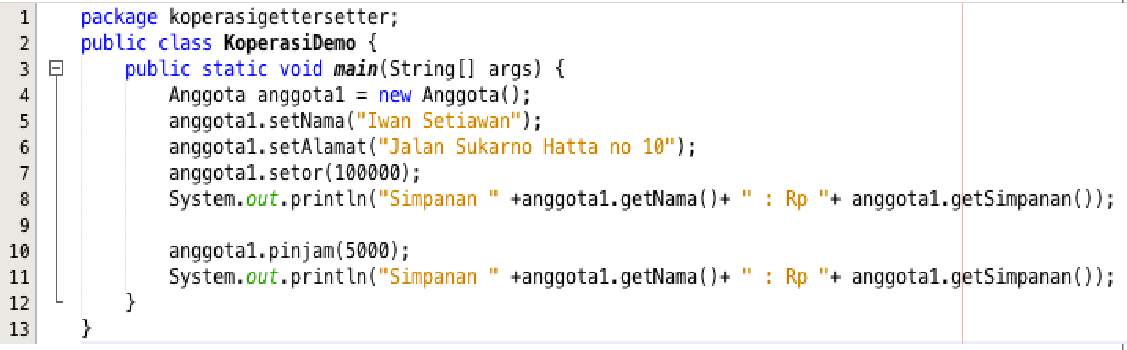 1 package koperasigettersetter;
2 public class KoperasiDemo {
3 public static void main(String[] args) {
4 Anggota anggota1 = new Anggota();
5 anggota1.setNama("Iwan Setiawan");
6 anggota1.setAlamat("Jalan Sukarno Hatta no 10");
7 anggota1.setor(100000);
8 System.out.println("Simpanan " +anggota1.getNama()+ " : Rp "+ anggota1.getSimpanan());
9
10 anggota1.pinjam(5000);
11 System.out.println("Simpanan " +anggota1.getNama()+ " : Rp "+ anggota1.getSimpanan());
12 }
13 }